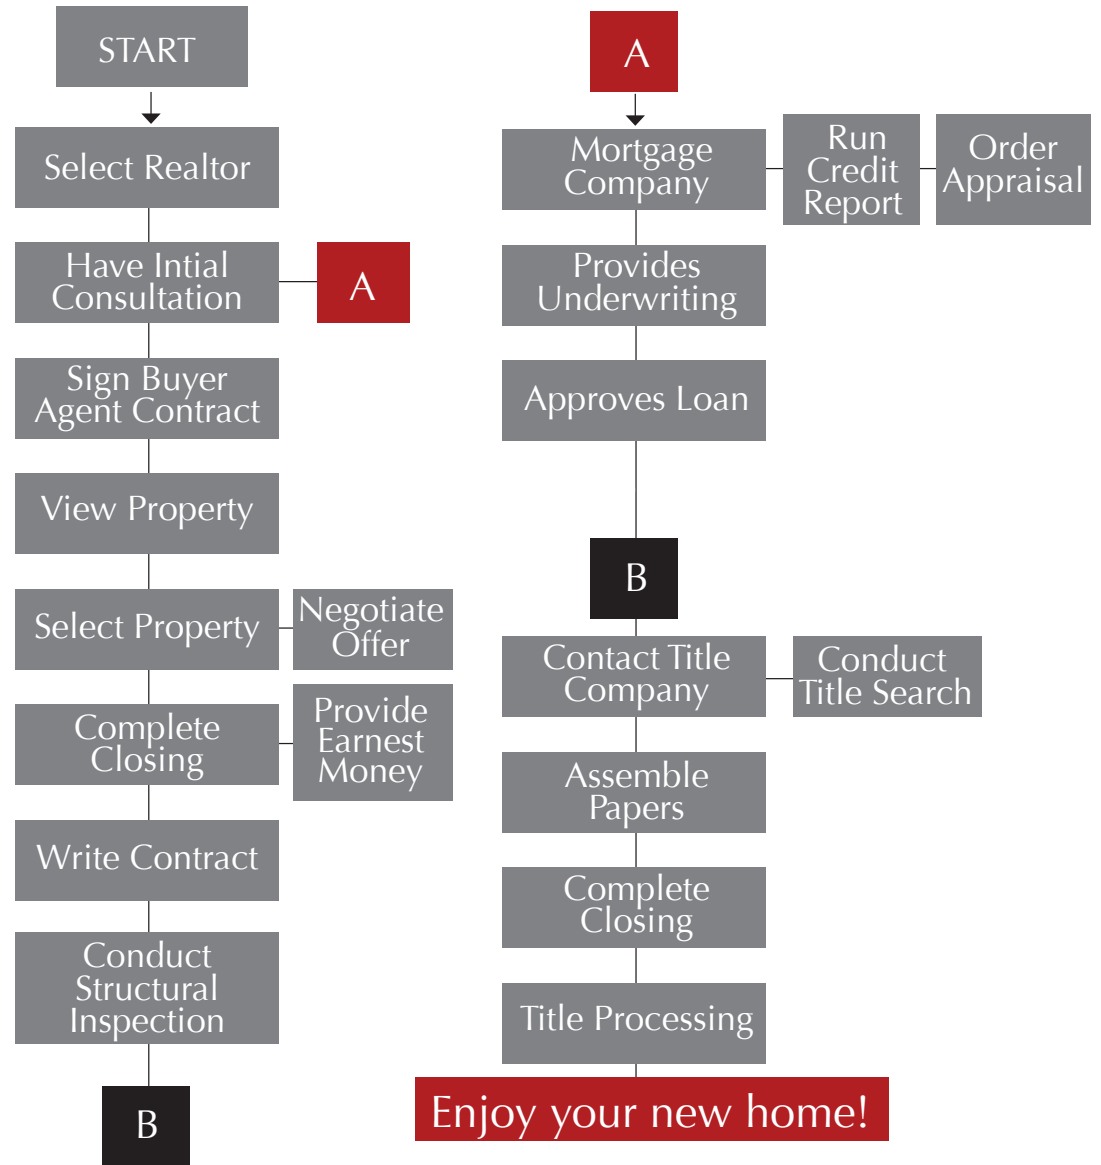 START
Select Realtor
Have Intial
Consultation
A
Sign Buyer
Agent Contract
View Property
Select Property
Negotiate
Offer
Complete
Closing
Provide
Earnest
Money
Write Contract
Conduct
Structural
Inspection
B
A
Mortgage
Company
Run
Credit
Report
Order
Appraisal
Provides
Underwriting
Approves Loan
B
Contact Title
Company
Conduct
Title Search
Assemble
Papers
Complete
Closing
Title Processing
Enjoy your new home!